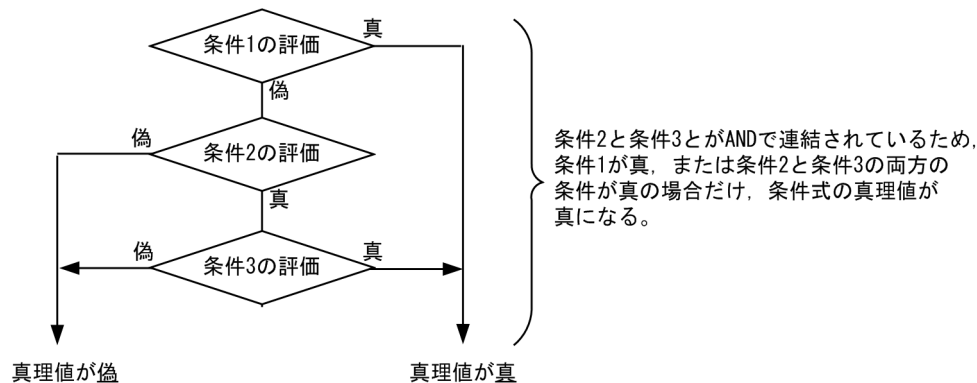 真
条件1の評価
偽
偽
条件2の評価
真
偽
真
条件3の評価
条件2と条件3とがANDで連結されているため，
条件1が真，または条件2と条件3の両方の
条件が真の場合だけ，条件式の真理値が
真になる。
真理値が偽
真理値が真